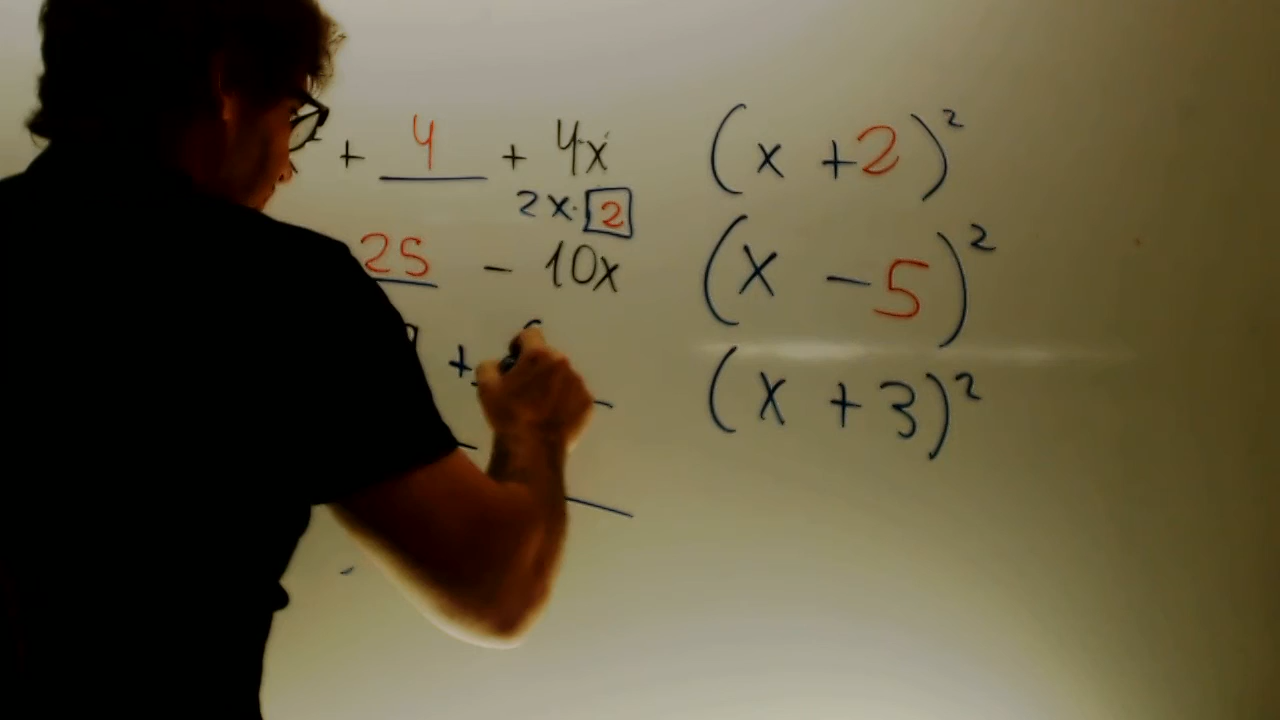 + 4 + 4x (x + 2)²
2x· 2
25 - 10x (x - 5)²
+ (x + 3)²